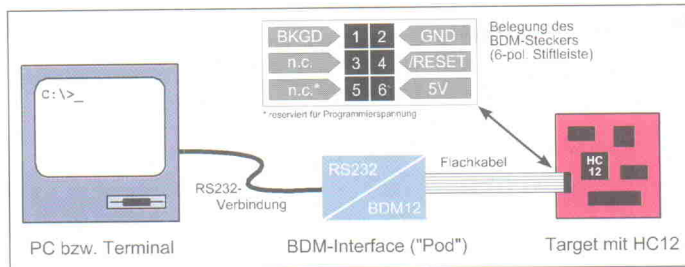 BKGD 1 2 GND
n.c. 3 4 /RESET
n.c.* 5 6 5V
* reserviert für Programmierspannung
Belegung des
BDM-Steckers
(6-pol. Stiftleiste)
C:\>_
RS232-
Verbindung
RS232
BDM12
Flachkabel
HC
12
PC bzw. Terminal
BDM-Interface ("Pod")
Target mit HC12